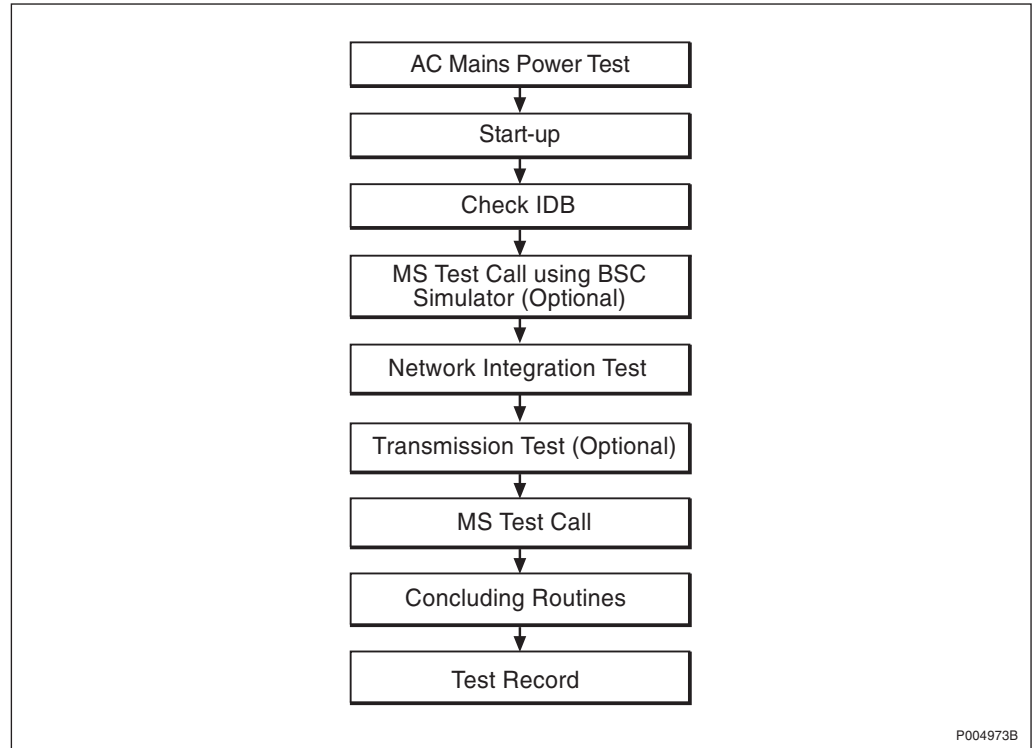 AC Mains Power Test
Start-up
Check IDB
MS Test Call using BSC
Simulator (Optional)
Network Integration Test
Transmission Test (Optional)
MS Test Call
Concluding Routines
Test Record
P004973B